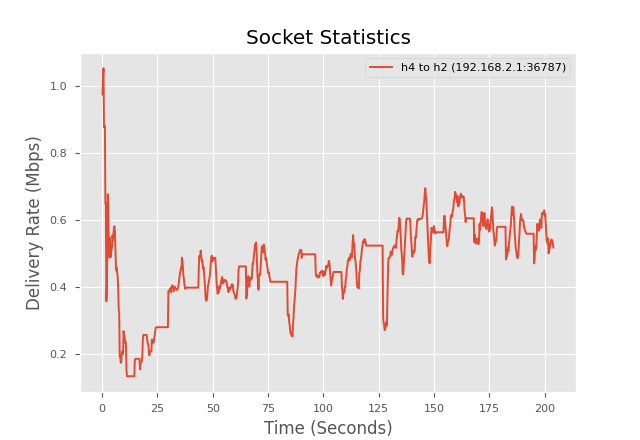 Socket Statistics
h4 to h2 (192.168.2.1:36787)
Delivery Rate (Mbps)
1.0
0.8
0.6
0.4
0.2
0 25 50 75 100 125 150 175 200
Time (Seconds)